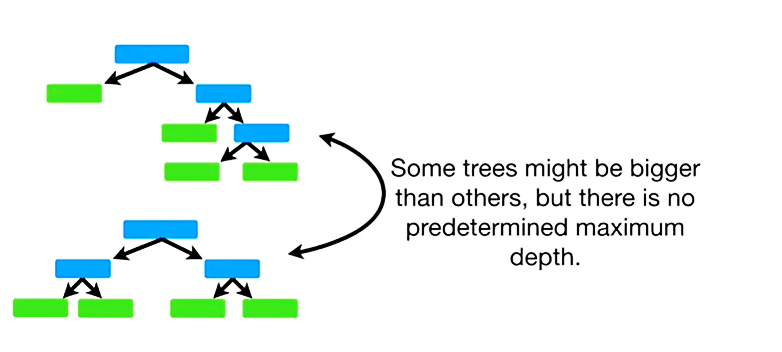 Some trees might be bigger
than others, but there is no
predetermined maximum
depth.